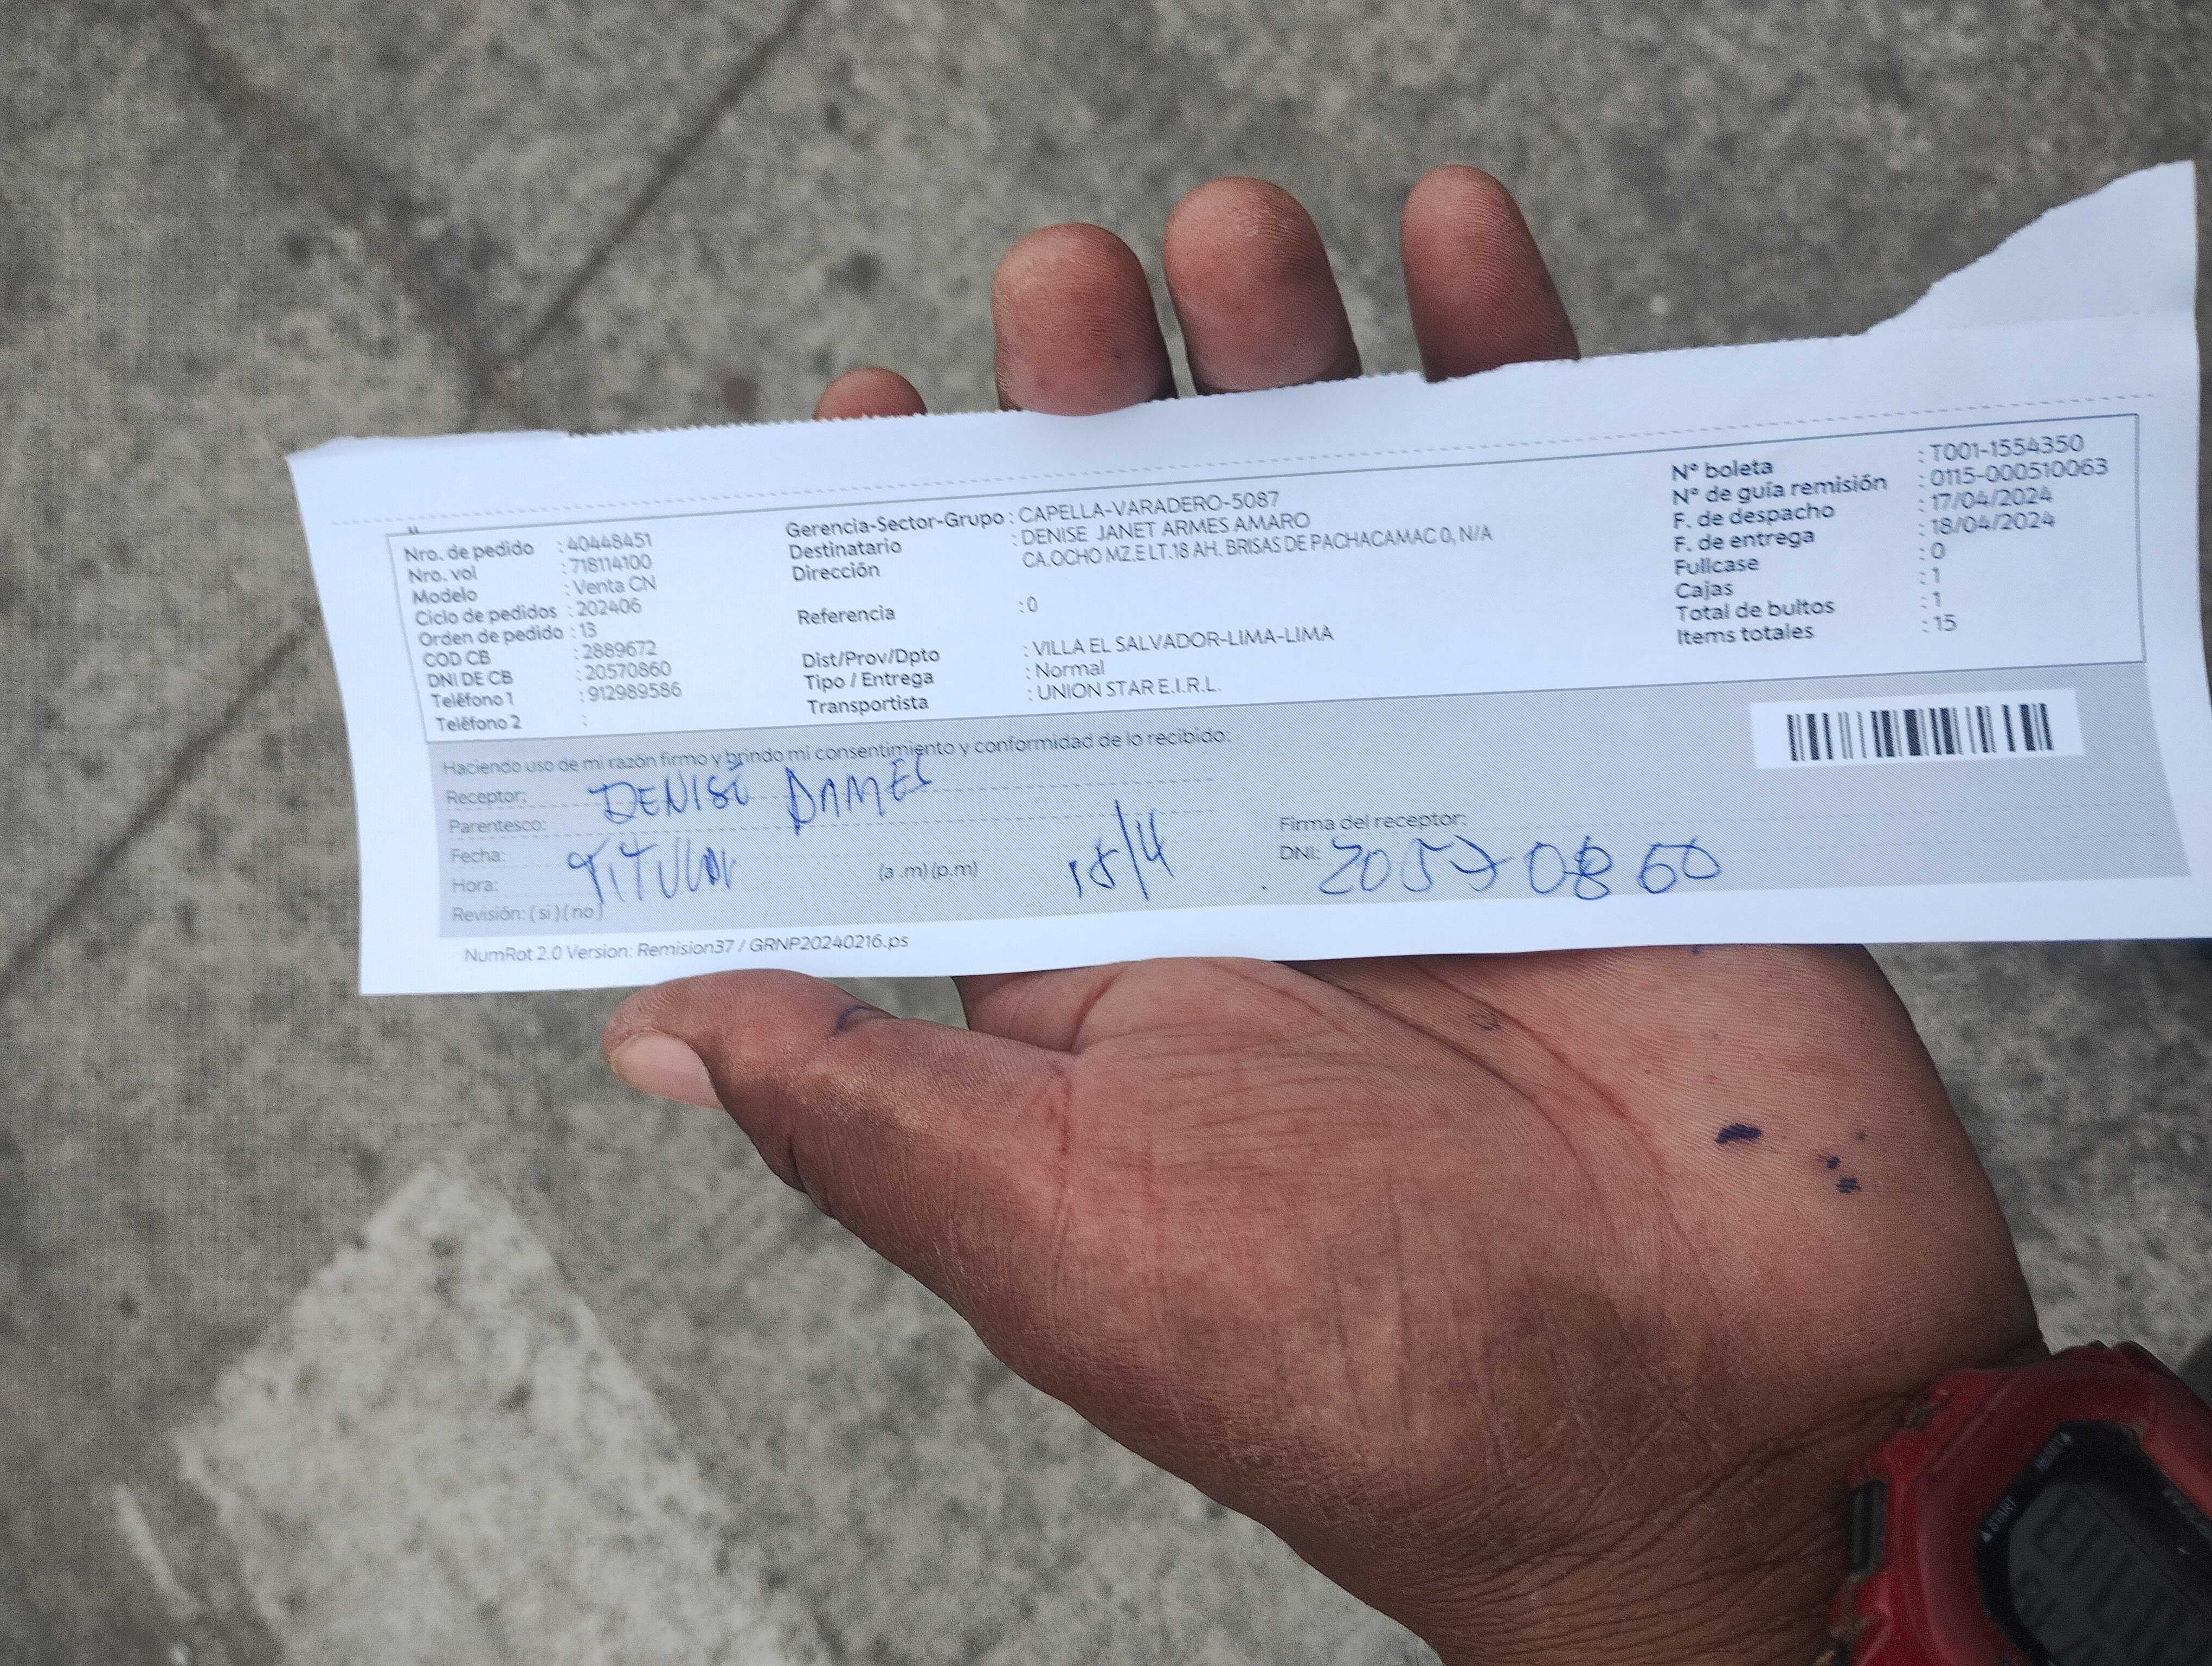 Nro. de pedido : 40448451
Nro. vol : 718114100
Modelo : Venta CN
Ciclo de pedidos : 202406
Orden de pedido : 13
COD CB : 2889672
DNI DE CB : 20570860
Teléfono 1 : 912989586
Teléfono 2 :
Gerencia-Sector-Grupo : CAPELLA-VARADERO-5087
Destinatario : DENISE JANET ARMES AMARO
Dirección CA.OCHO MZ.E LT.18 AH. BRISAS DE PACHACAMAC 0, N/A
Referencia : 0
Dist/Prov/Dpto : VILLA EL SALVADOR-LIMA-LIMA
Tipo / Entrega : Normal
Transportista : UNION STAR E.I.R.L.
N° boleta : T001-1554350
N° de guía remisión : 0115-000510063
F. de despacho : 17/04/2024
F. de entrega : 18/04/2024
Fullcase : 0
Cajas : 1
Total de bultos : 1
Items totales : 15
Haciendo uso de mi razón firmo y brindo mi consentimiento y conformidad de lo recibido:
Receptor: DENISE
Parentesco:
Fecha: TITULAR 18/4
Hora: (a .m) (p.m)
Revisión: ( si ) ( no )
Firma del receptor:
DNI: 20570860
NumRot 2.0 Version: Remision37 / GRNP20240216.ps
START